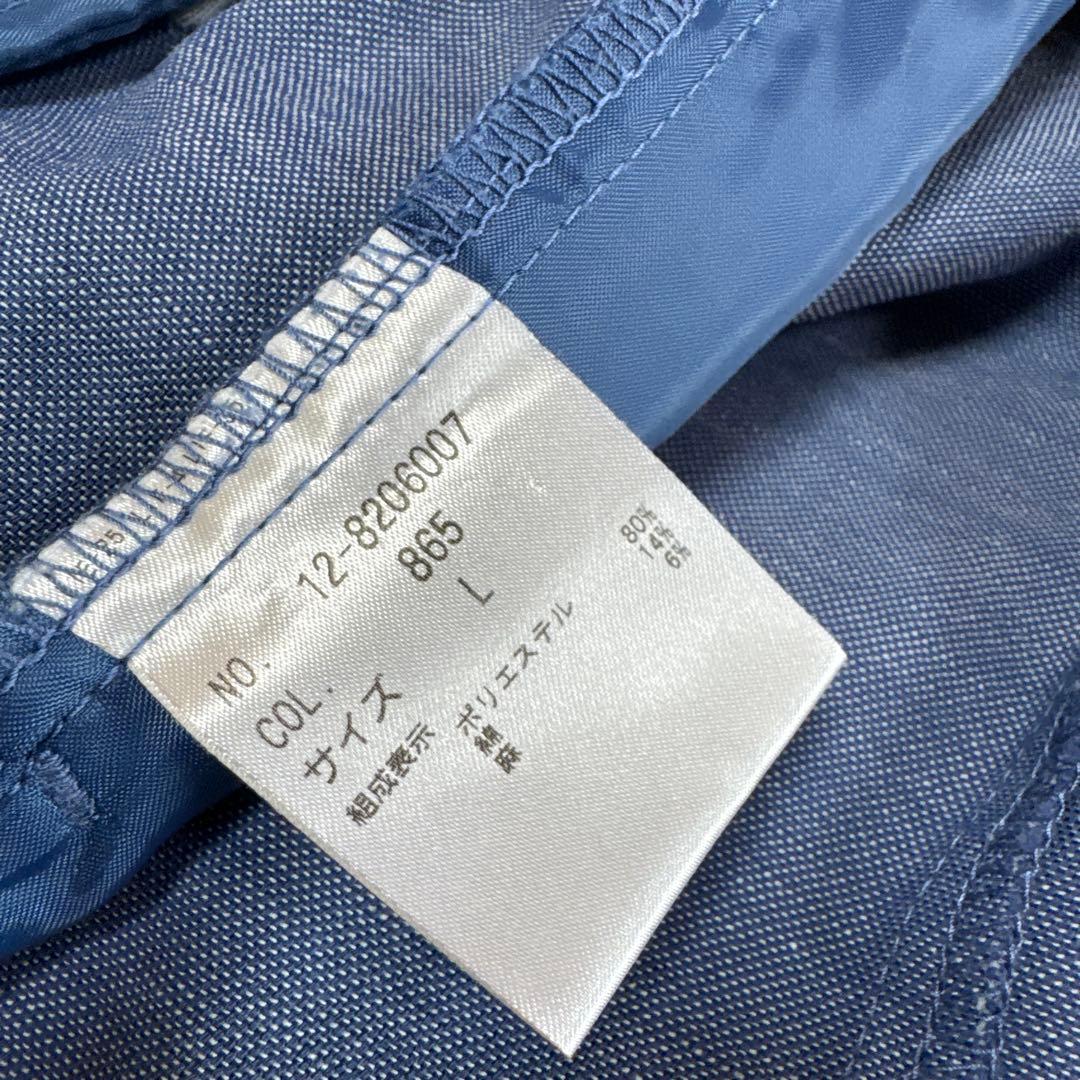 NO. 12-8206007
COL. 865
サイズ L
組成表示 ポリエステル 80%
綿 14%
麻 6%